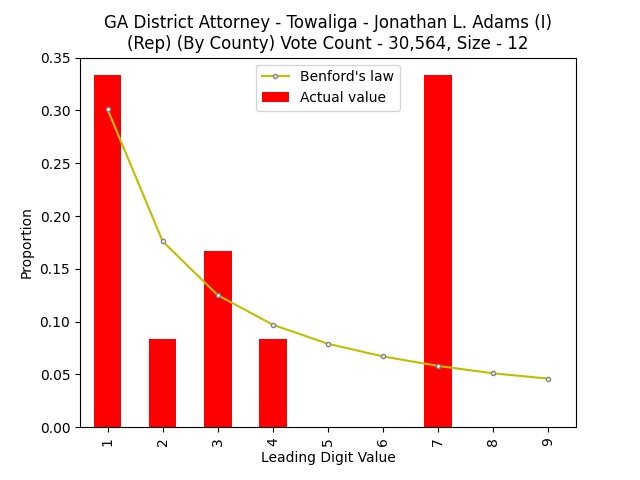 GA District Attorney - Towaliga - Jonathan L. Adams (I)
(Rep) (By County) Vote Count - 30,564, Size - 12
Benford's law
Actual value
Proportion
0.35
0.30
0.25
0.20
0.15
0.10
0.05
0.00
1 2 3 4 5 6 7 8 9
Leading Digit Value